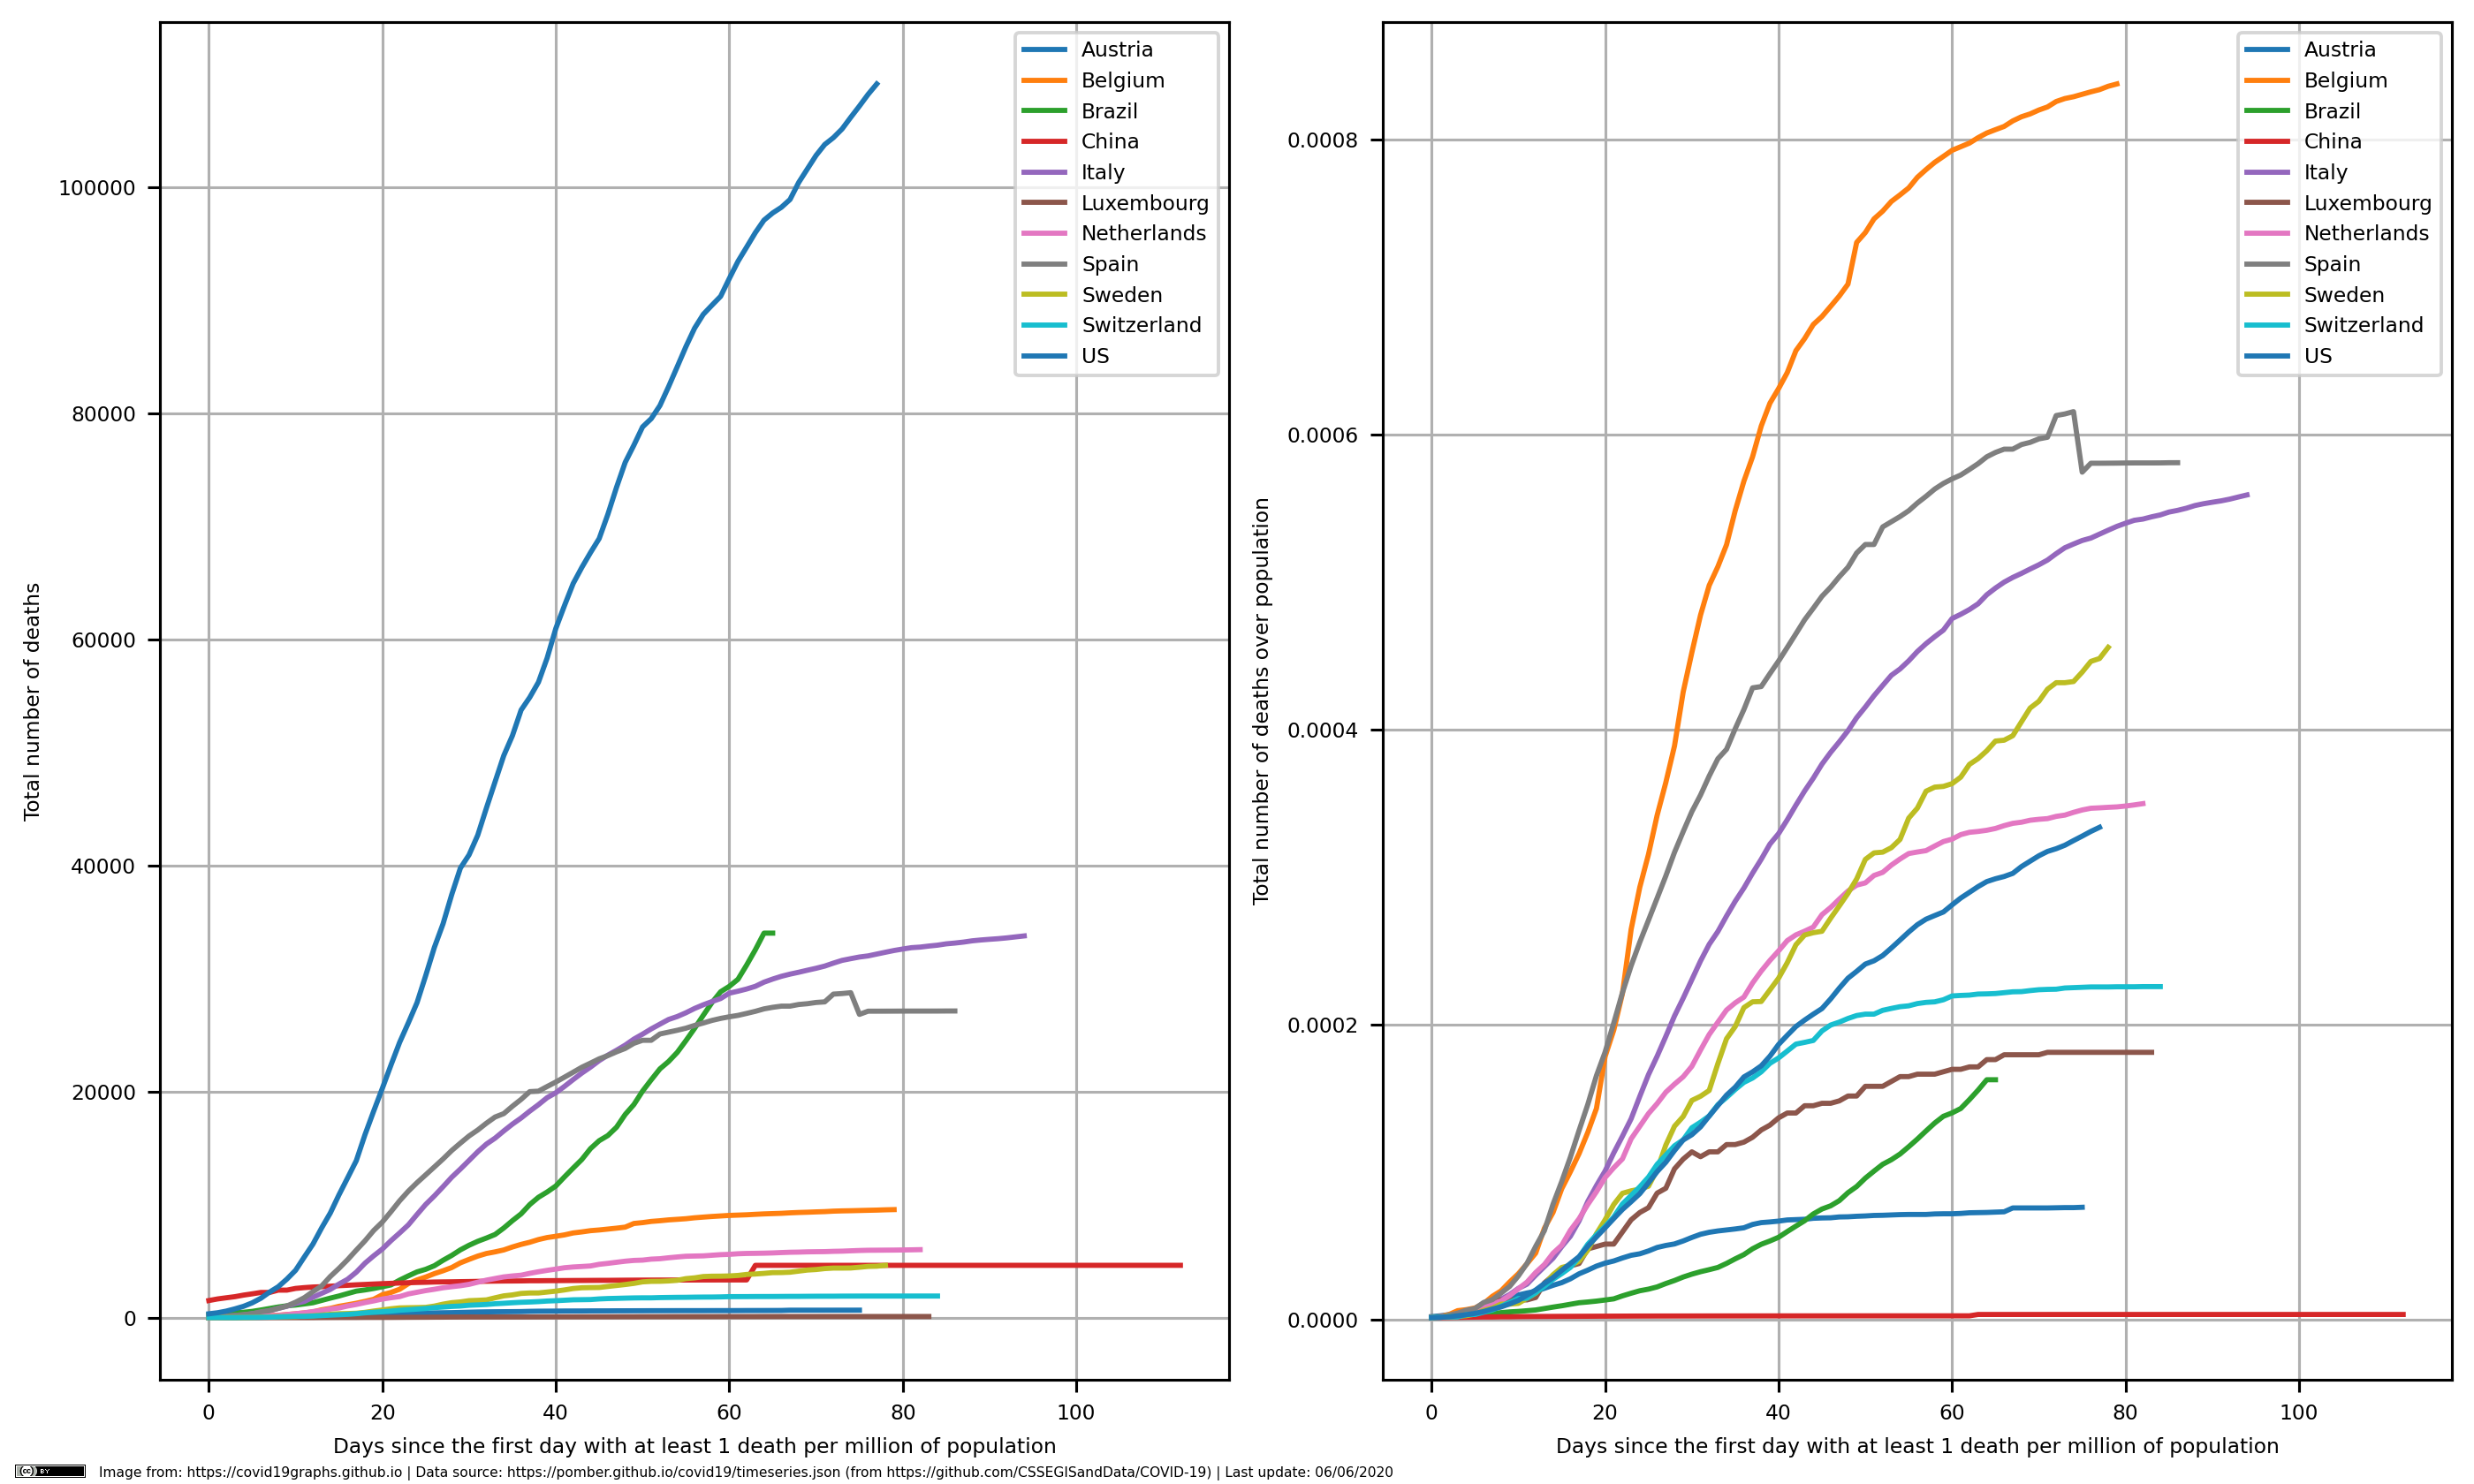 Total number of deaths
100000
80000
60000
40000
20000
0
0 20 40 60 80 100
Days since the first day with at least 1 death per million of population
Austria
Belgium
Brazil
China
Italy
Luxembourg
Netherlands
Spain
Sweden
Switzerland
US
Total number of deaths over population
0.0008
0.0006
0.0004
0.0002
0.0000
0 20 40 60 80 100
Days since the first day with at least 1 death per million of population
Austria
Belgium
Brazil
China
Italy
Luxembourg
Netherlands
Spain
Sweden
Switzerland
US
(cc) BY Image from: https://covid19graphs.github.io | Data source: https://pomber.github.io/covid19/timeseries.json (from https://github.com/CSSEGISandData/COVID-19) | Last update: 06/06/2020